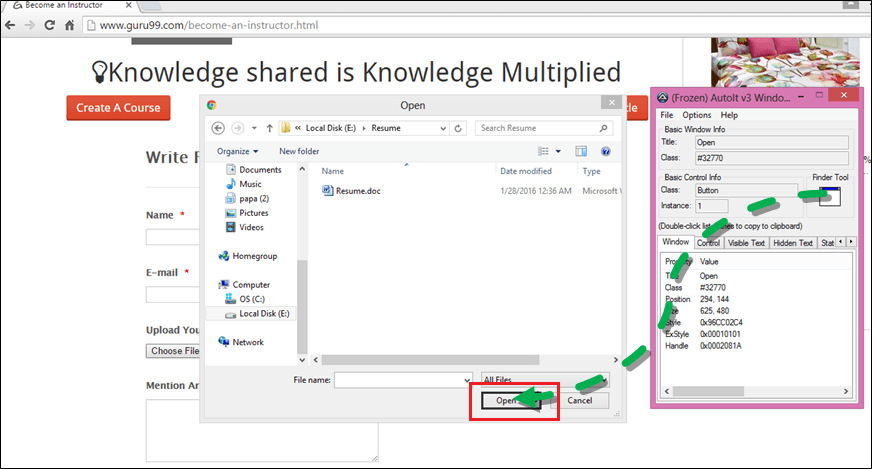 Become an Instructor
www.guru99.com/become-an-instructor.html
Knowledge shared is Knowledge Multiplied
Create A Course
Write F
Name *
E-mail *
Upload You
Choose File
Mention Ar
Open
Local Disk (E:)
Resume
Search Resume
Organize
New folder
Name
Date modified
Type
Documents
Music
papa (2)
Pictures
Videos
Homegroup
Computer
OS (C:)
Local Disk (E:)
Network
Resume.doc
1/28/2016 12:36 AM
Microsoft
File name:
All Files
Open
Cancel
(Frozen) AutoIt v3 Windo...
File
Options
Help
Basic Window Info
Title:
Open
Class:
#32770
Basic Control Info
Class:
Button
Instance:
1
Finder Tool
(Double-click list
to copy to clipboard)
Window
Control
Visible Text
Hidden Text
Stat
Value
Open
Class
#32770
Position
294, 144
625, 480
Style
0x96CC02C4
ExStyle
0x00010101
Handle
0x0002081A